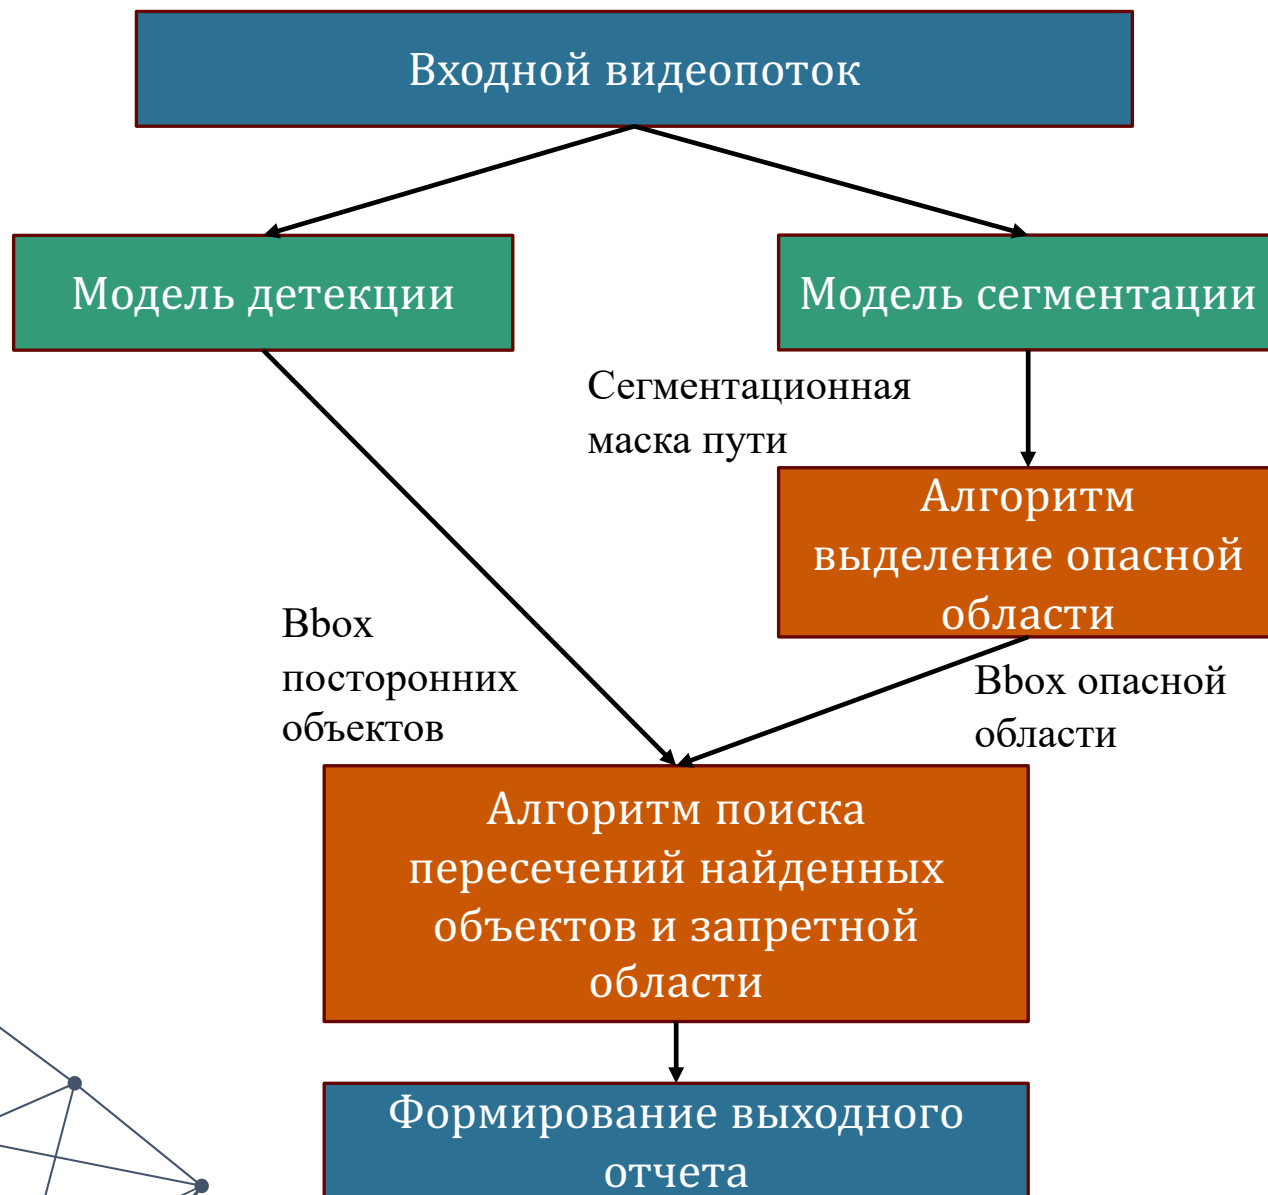 Входной видеопоток
Модель детекции
Модель сегментации
Сегментационная
маска пути
Алгоритм
выделение опасной
области
Bbox
посторонних
объектов
Bbox опасной
области
Алгоритм поиска
пересечений найденных
объектов и запретной
области
Формирование выходного
отчета